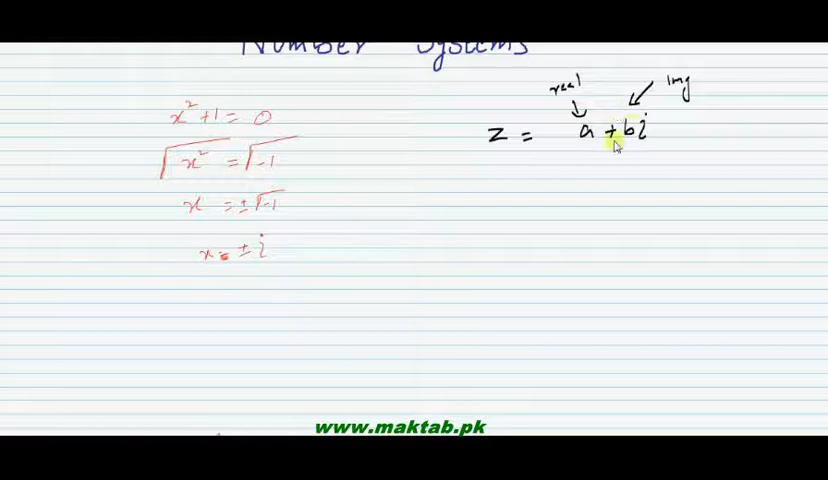 Number Systems
x² + 1 = 0
√x² = √-1
x = ±√-1
x = ± i
real img
z = a + bi
www.maktab.pk